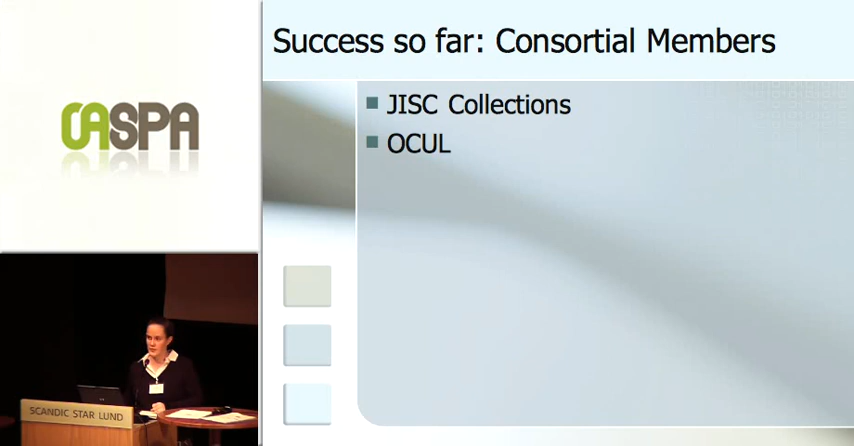 Success so far: Consortial Members
OASPA
JISC Collections
OCUL
SCANDIC STAR LUND